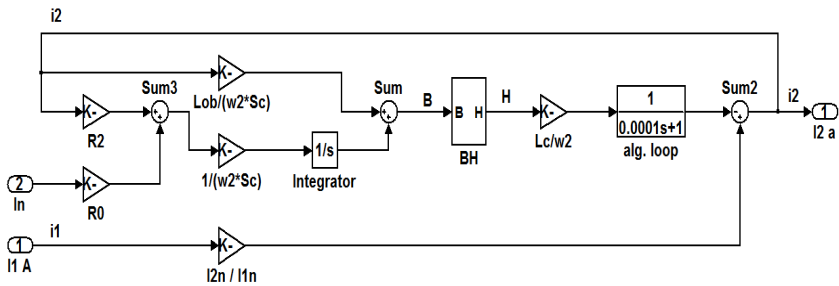 i2
K-
Lob/(w2*Sc)
Sum3
K-
R2
K-
1/(w2*Sc)
1/s
Integrator
Sum
B
B H
BH
H
K-
Lc/w2
1
0.0001s+1
alg. loop
Sum2
i2
1
I2 a
2
In
K-
R0
i1
1
I1 A
K-
I2n / I1n